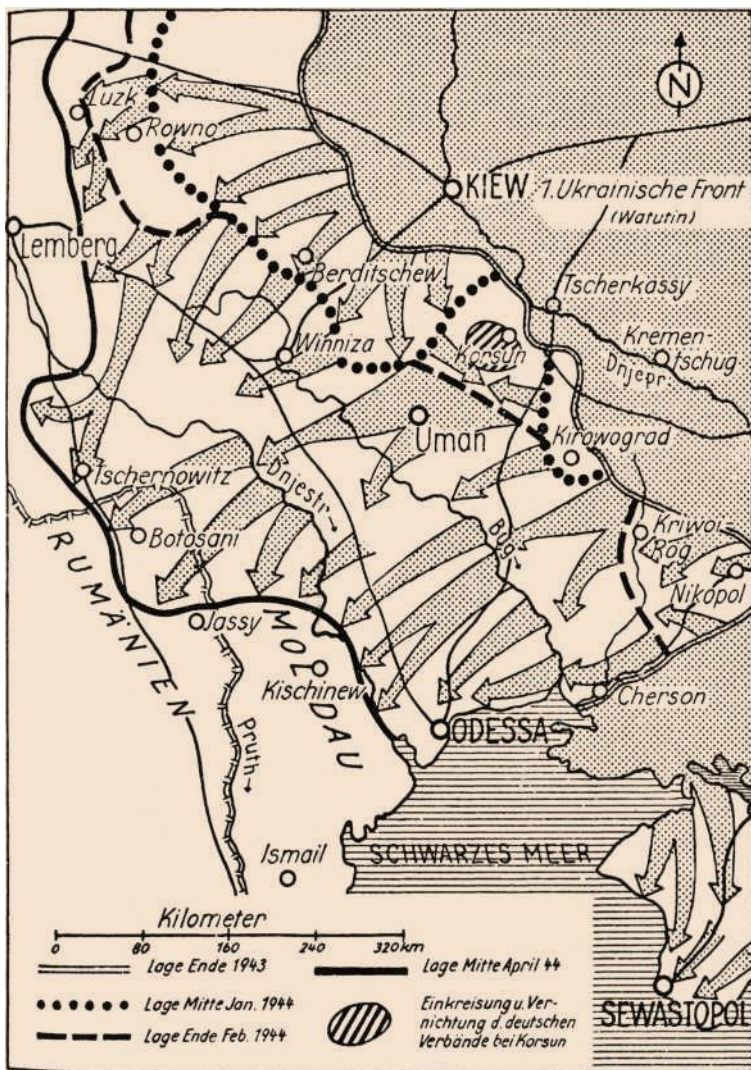 N
Luzk
Rowno
KIEW
1. Ukrainische Front
(Watutin)
Lemberg
Berditschew
Tscherkassy
Winniza
Korsun
Kremen-
tschug
Dnjepr
Uman
Kirowograd
Tschernowitz
Dnjestr
Bug
Botosani
Kriwoi
Rog
Nikopol
RUMÄNIEN
Jassy
MOLDAU
Kischinew
Cherson
ODESSA
Pruth
Ismail
SCHWARZES MEER
SEWASTOPOL
Kilometer
0 80 160 240 320 km
Lage Ende 1943
Lage Mitte April 44
Lage Mitte Jan. 1944
Lage Ende Feb. 1944
Einkreisung u. Ver-
nichtung d. deutschen
Verbände bei Korsun